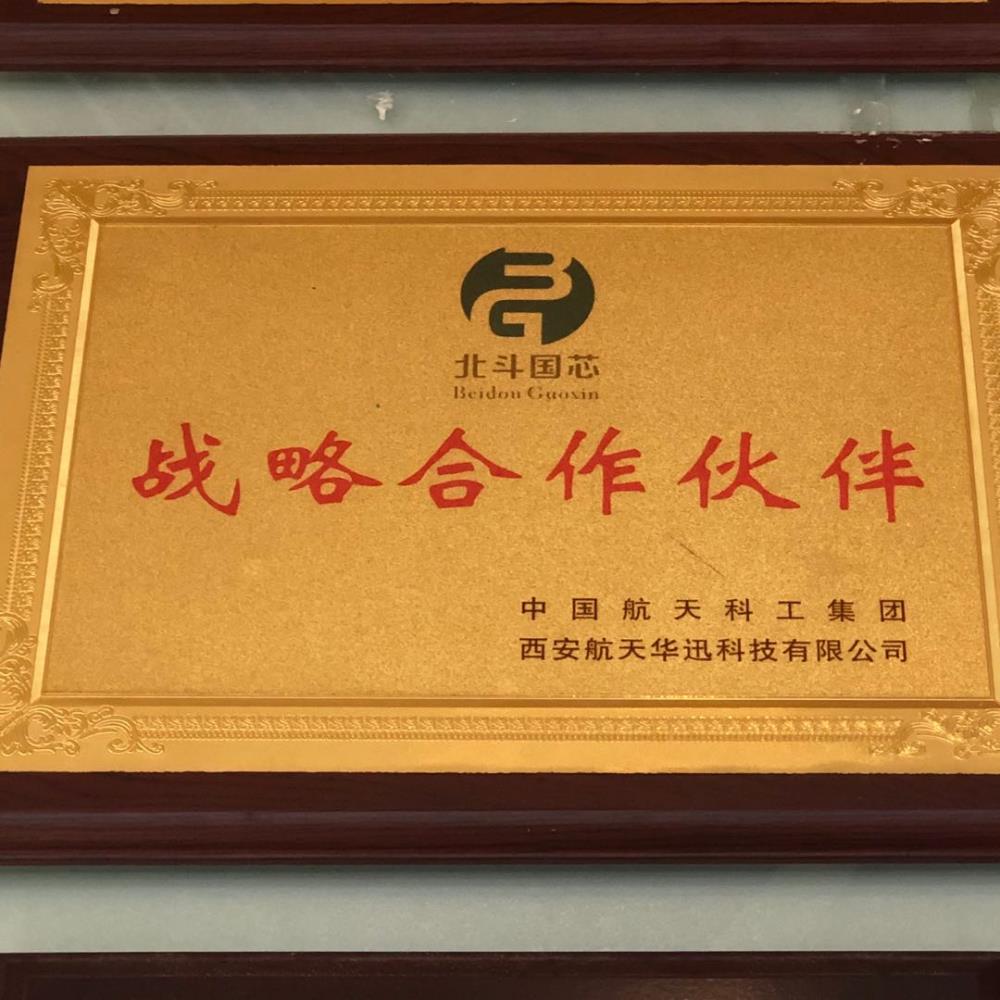 北斗国芯
Beidou Guoxin
战略合作伙伴
中国航天科工集团
西安航天华迅科技有限公司